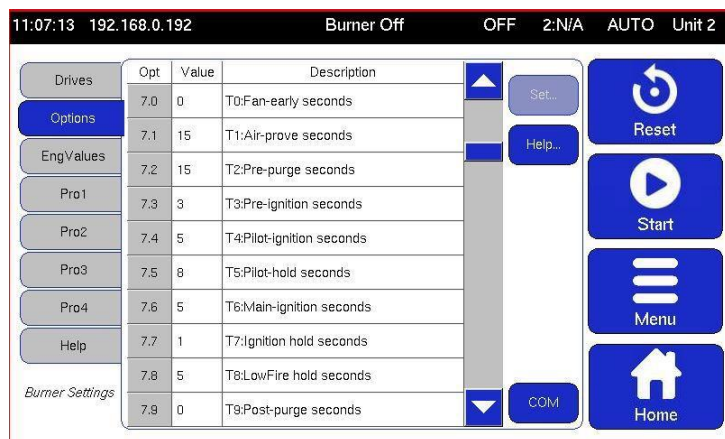 11:07:13 192.168.0.192 Burner Off OFF 2:N/A AUTO Unit 2
Drives
Options
EngValues
Pro1
Pro2
Pro3
Pro4
Help
Burner Settings
Opt Value Description
7.0 0 T0:Fan-early seconds
7.1 15 T1:Air-prove seconds
7.2 15 T2:Pre-purge seconds
7.3 3 T3:Pre-ignition seconds
7.4 5 T4:Pilot-ignition seconds
7.5 8 T5:Pilot-hold seconds
7.6 5 T6:Main-ignition seconds
7.7 1 T7:Ignition hold seconds
7.8 5 T8:LowFire hold seconds
7.9 0 T9:Post-purge seconds
Set...
Help...
COM
Reset
Start
Menu
Home